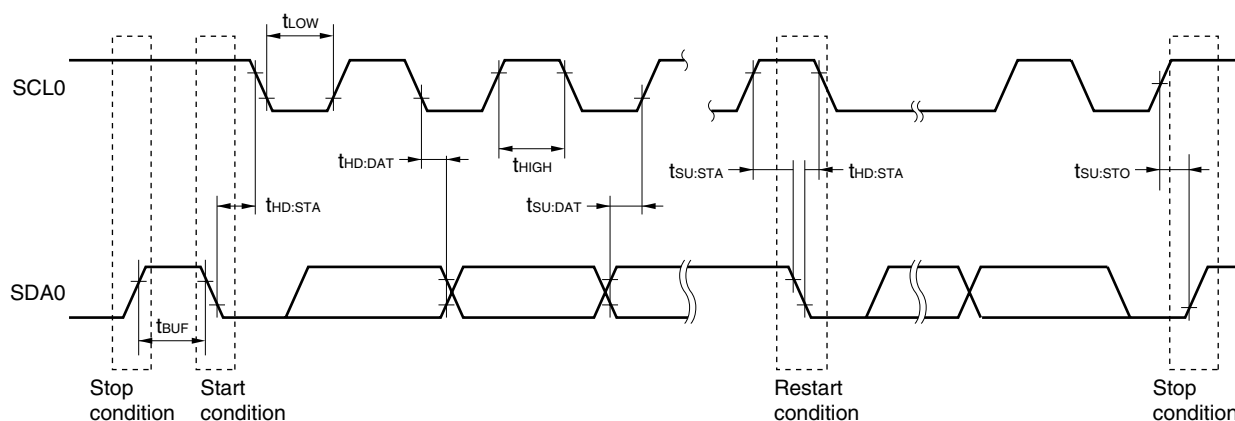 tLOW
SCL0
tHD:DAT
tHIGH
tSU:STA
tHD:STA
tSU:STO
tHD:STA
tSU:DAT
SDA0
tBUF
Stop
condition
Start
condition
Restart
condition
Stop
condition